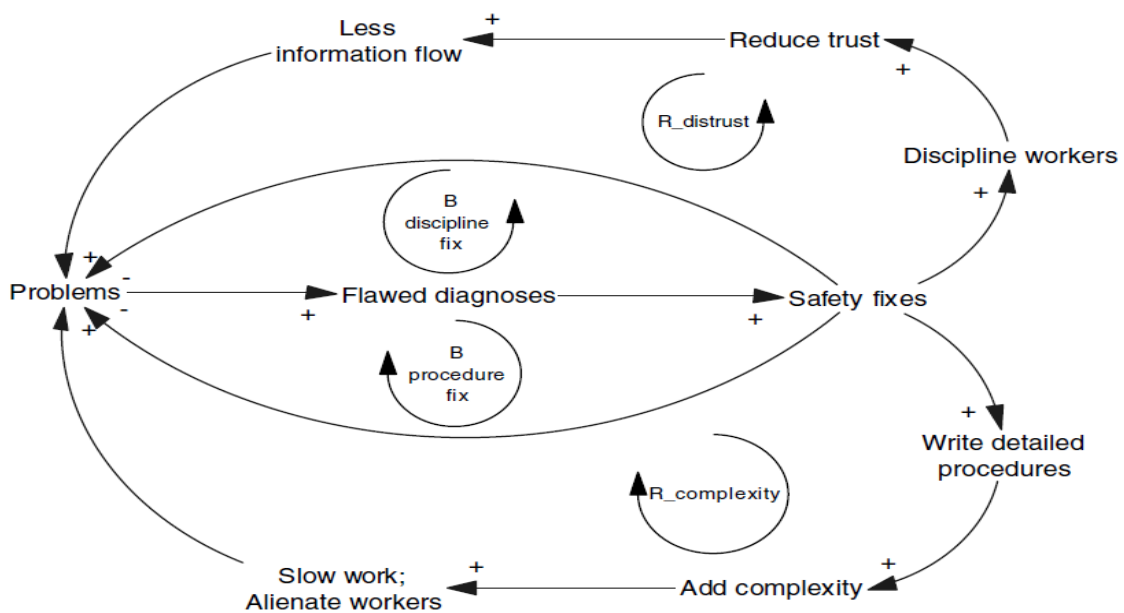 Less
information flow
+
Reduce trust
+
R_distrust
Discipline workers
+
B
discipline
fix
+
-
Problems
-
+
Flawed diagnoses
+
Safety fixes
+
B
procedure
fix
+
Write detailed
procedures
R_complexity
Slow work;
Alienate workers
+
Add complexity
+